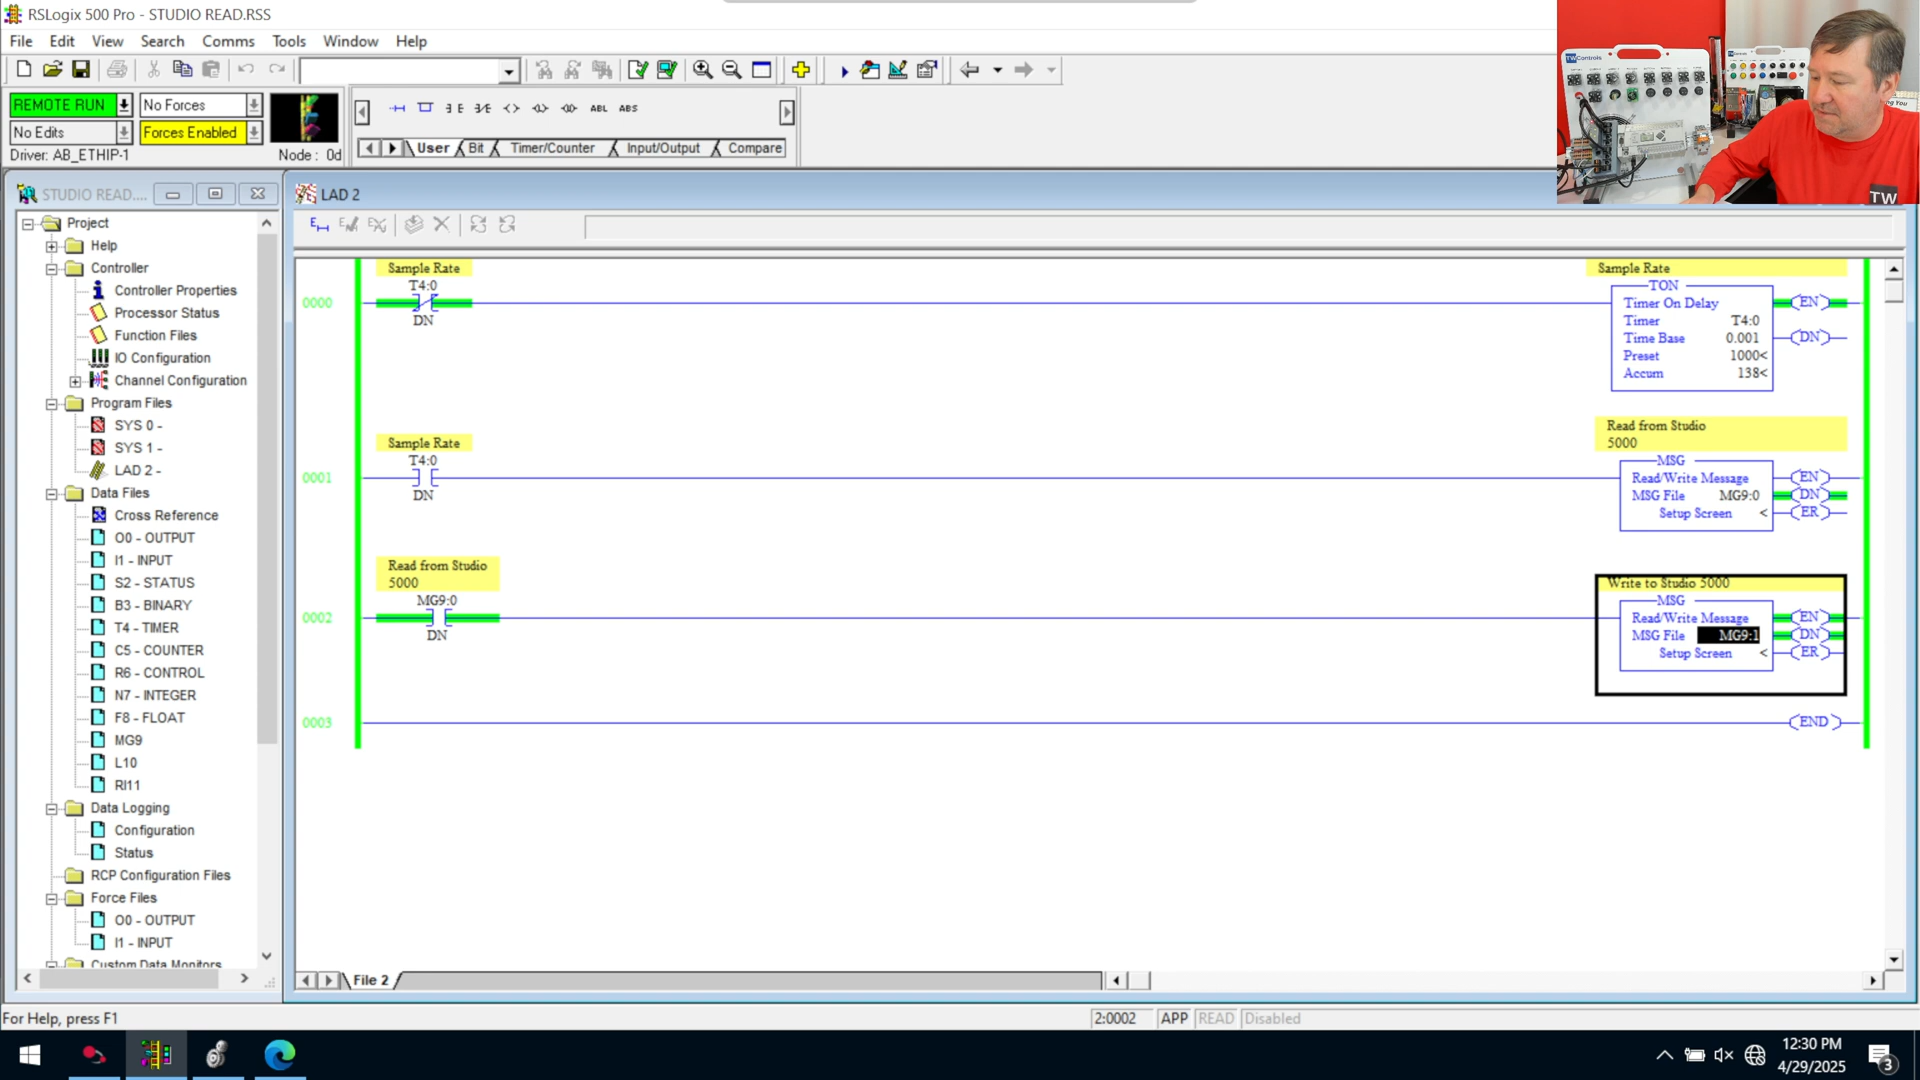 RSLogix 500 Pro - STUDIO READ.RSS
File Edit View Search Comms Tools Window Help
REMOTE RUN No Forces
No Edits Forces Enabled
Driver: AB_ETHIP-1 Node: 0d
ABL ABS
User Bit Timer/Counter Input/Output Compare
TWControls
TW
STUDIO READ....
Project
Help
Controller
Controller Properties
Processor Status
Function Files
IO Configuration
Channel Configuration
Program Files
SYS 0 -
SYS 1 -
LAD 2 -
Data Files
Cross Reference
O0 - OUTPUT
I1 - INPUT
S2 - STATUS
B3 - BINARY
T4 - TIMER
C5 - COUNTER
R6 - CONTROL
N7 - INTEGER
F8 - FLOAT
MG9
L10
RI11
Data Logging
Configuration
Status
RCP Configuration Files
Force Files
O0 - OUTPUT
I1 - INPUT
Custom Data Monitors
LAD 2
Sample Rate
T4:0
0000
DN
Sample Rate
TON
Timer On Delay EN
Timer T4:0
Time Base 0.001 DN
Preset 1000<
Accum 138<
Sample Rate
T4:0
0001
DN
Read from Studio
5000
MSG
Read/Write Message EN
MSG File MG9:0 DN
Setup Screen < ER
Read from Studio
5000
MG9:0
0002
DN
Write to Studio 5000
MSG
Read/Write Message EN
MSG File MG9:1 DN
Setup Screen < ER
0003
END
File 2
For Help, press F1 2:0002 APP READ Disabled
12:30 PM
4/29/2025
3